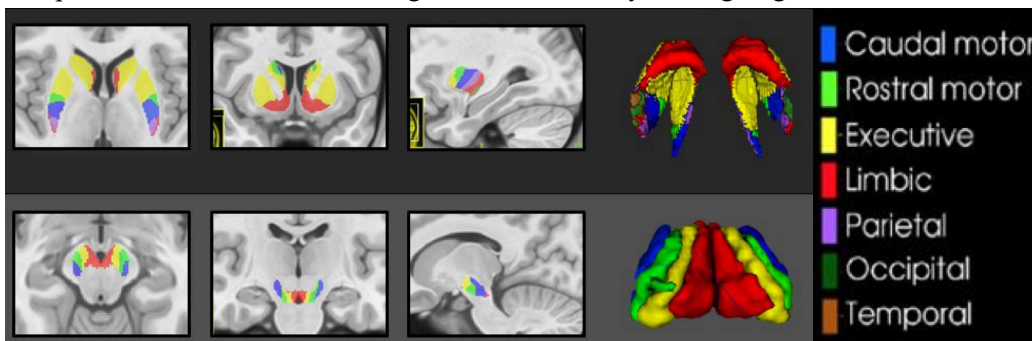 Caudal motor
Rostral motor
Executive
Limbic
Parietal
Occipital
Temporal